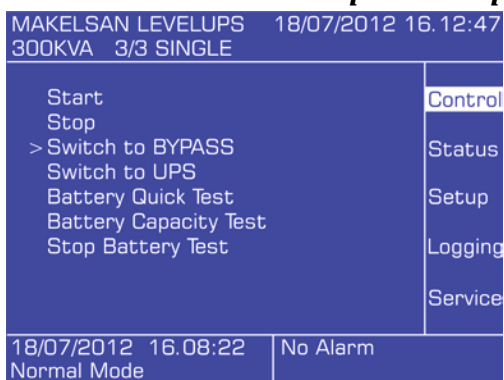 MAKELSAN LEVELUPS 18/07/2012 16.12:47
300KVA 3/3 SINGLE
Start
Stop
>Switch to BYPASS
Switch to UPS
Battery Quick Test
Battery Capacity Test
Stop Battery Test
Control
Status
Setup
Logging
Service
18/07/2012 16.08:22 No Alarm
Normal Mode